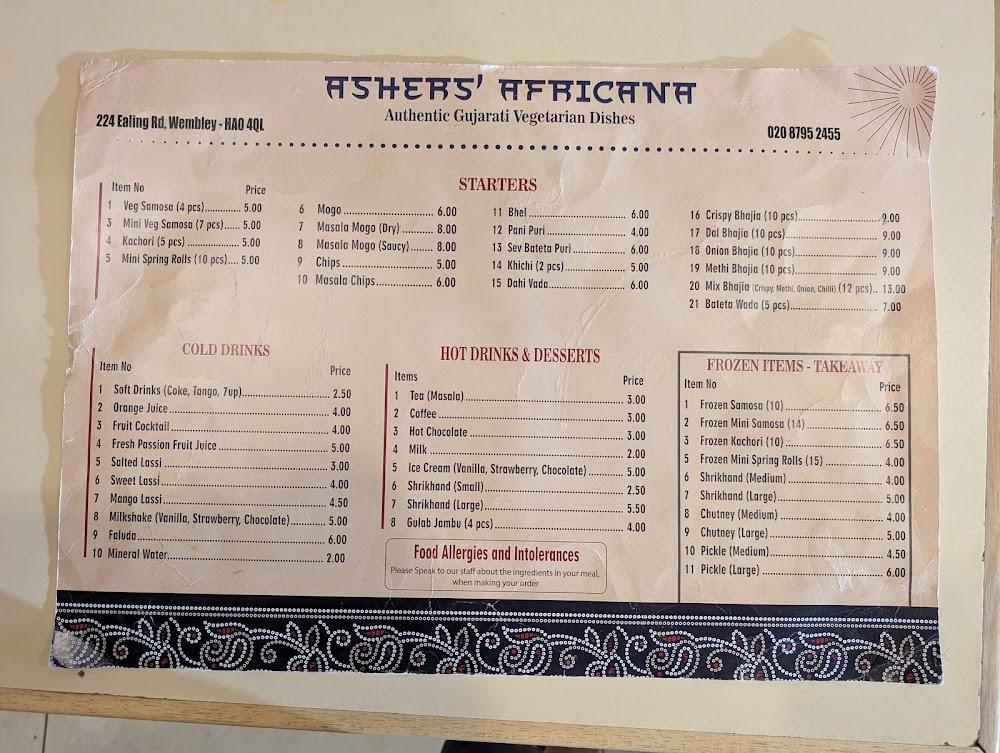 ASHERS' AFRICANA
Authentic Gujarati Vegetarian Dishes
224 Ealing Rd, Wembley - HA0 4QL
020 8795 2455
STARTERS
Item No Price
1 Veg Samosa (4 pcs)............. 5.00
3 Mini Veg Samosa (7 pcs)..... 5.00
4 Kachori (5 pcs) ................... 5.00
5 Mini Spring Rolls (10 pcs).... 5.00
6 Mogo ............................ 6.00
7 Masala Mogo (Dry) .......... 8.00
8 Masala Mogo (Saucy) ....... 8.00
9 Chips ............................. 5.00
10 Masala Chips................... 6.00
11 Bhel ............................... 6.00
12 Pani Puri ......................... 4.00
13 Sev Bateta Puri ................ 6.00
14 Khichi (2 pcs)................... 5.00
15 Dahi Vada........................ 6.00
16 Crispy Bhajia (10 pcs)......................... 9.00
17 Dal Bhajia (10 pcs)............................. 9.00
18 Onion Bhajia (10 pcs)......................... 9.00
19 Methi Bhajia (10 pcs)......................... 9.00
20 Mix Bhajia (Crispy, Methi, Onion, Chilli) (12 pcs).. 13.00
21 Bateta Wada (5 pcs)........................... 7.00
COLD DRINKS
Item No Price
1 Soft Drinks (Coke, Tango, 7up)........................... 2.50
2 Orange Juice .................................................. 4.00
3 Fruit Cocktail .................................................. 4.00
4 Fresh Passion Fruit Juice ................................... 5.00
5 Salted Lassi .................................................... 3.00
6 Sweet Lassi .................................................... 4.00
7 Mango Lassi.................................................... 4.50
8 Milkshake (Vanilla, Strawberry, Chocolate)............ 5.00
9 Faluda ........................................................... 6.00
10 Mineral Water................................................. 2.00
HOT DRINKS & DESSERTS
Items Price
1 Tea (Masala) .................................................. 3.00
2 Coffee ........................................................... 3.00
3 Hot Chocolate ................................................. 3.00
4 Milk ............................................................... 2.00
5 Ice Cream (Vanilla, Strawberry, Chocolate) ........... 5.00
6 Shrikhand (Small)............................................. 2.50
7 Shrikhand (Large)............................................. 5.50
8 Gulab Jambu (4 pcs) ......................................... 4.00
Food Allergies and Intolerances
Please Speak to our staff about the ingredients in your meal,
when making your order
FROZEN ITEMS - TAKEAWAY
Item No Price
1 Frozen Samosa (10) ............................ 6.50
2 Frozen Mini Samosa (14) ...................... 6.50
3 Frozen Kachori (10) ............................ 6.50
5 Frozen Mini Spring Rolls (15) ................ 4.00
6 Shrikhand (Medium) ............................ 4.00
7 Shrikhand (Large) ............................... 5.00
8 Chutney (Medium) .............................. 4.00
9 Chutney (Large) ................................. 5.00
10 Pickle (Medium)................................. 4.50
11 Pickle (Large) ................................... 6.00